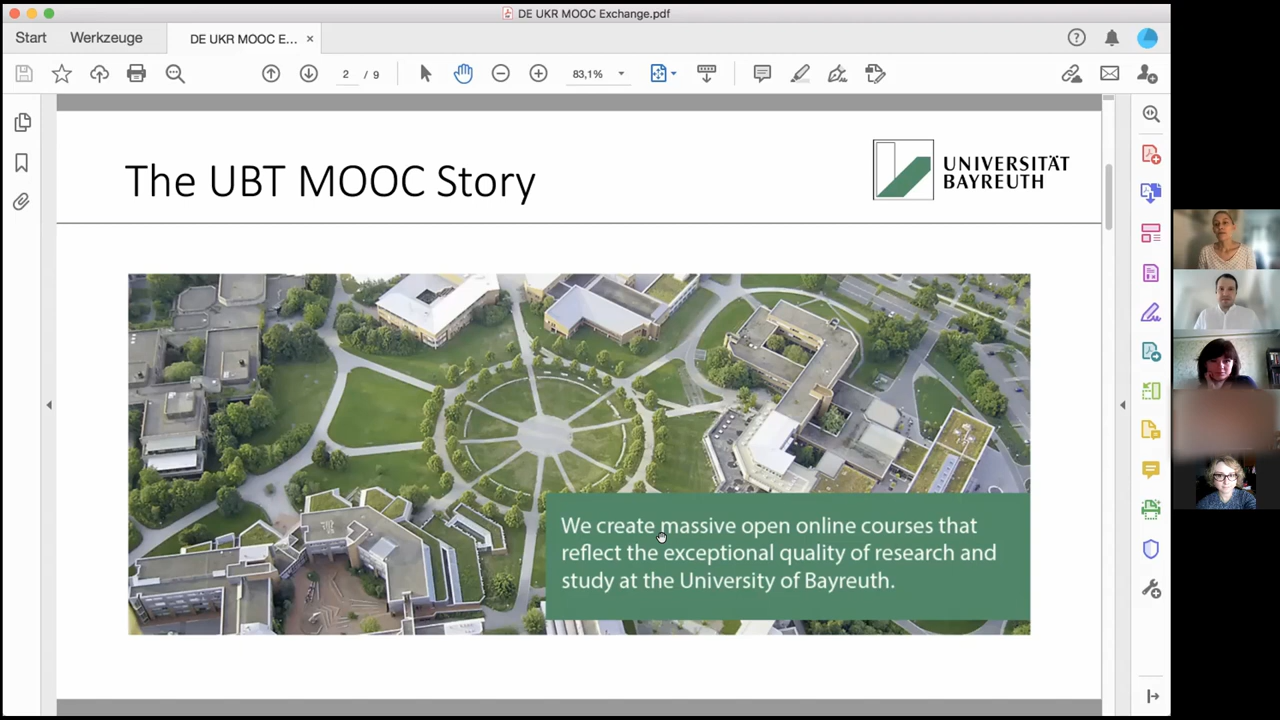 DE UKR MOOC Exchange.pdf
Start
Werkzeuge
DE UKR MOOC E...
2 / 9
83,1%
The UBT MOOC Story
UNIVERSITÄT
BAYREUTH
We create massive open online courses that
reflect the exceptional quality of research and
study at the University of Bayreuth.